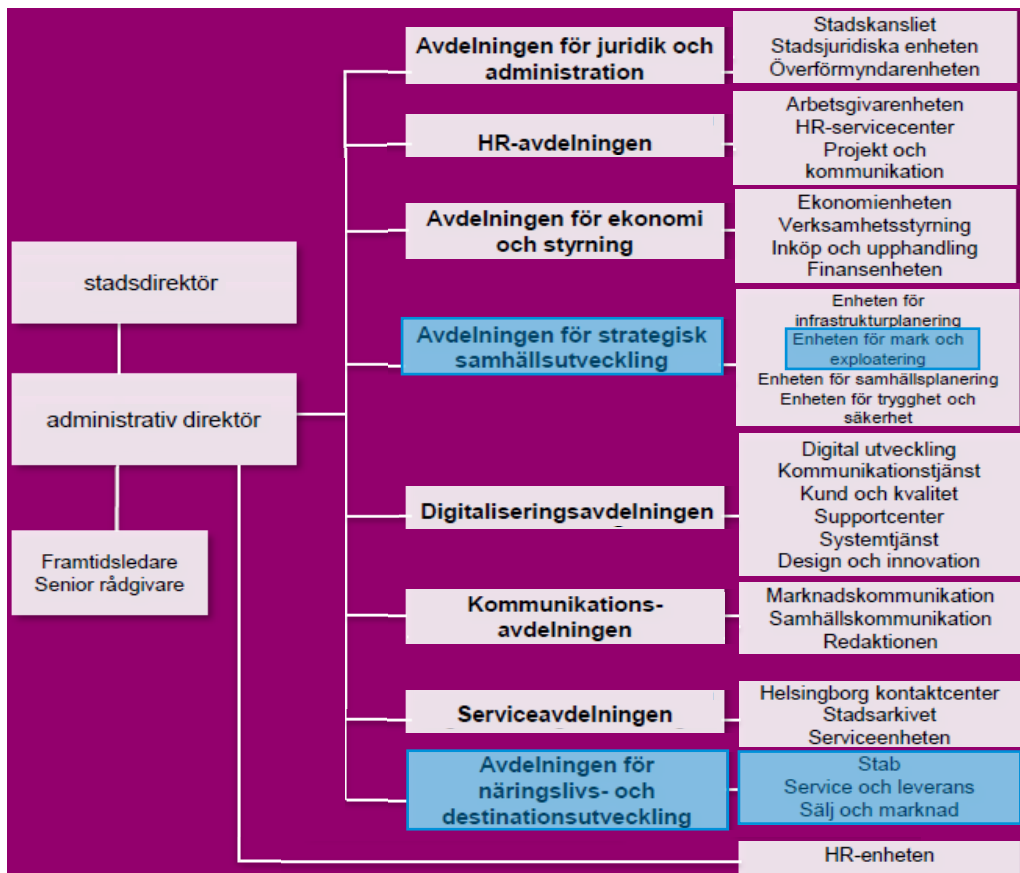 stadsdirektör
administrativ direktör
Framtidsledare
Senior rådgivare
Avdelningen för juridik och
administration
Stadskansliet
Stadsjuridiska enheten
Överförmyndarenheten
HR-avdelningen
Arbetsgivarenheten
HR-servicecenter
Projekt och
kommunikation
Avdelningen för ekonomi
och styrning
Ekonomienheten
Verksamhetsstyrning
Inköp och upphandling
Finansenheten
Avdelningen för strategisk
samhällsutveckling
Enheten för
infrastrukturplanering
Enheten för mark och
exploatering
Enheten för samhällsplanering
Enheten för trygghet och
säkerhet
Digitaliseringsavdelningen
Digital utveckling
Kommunikationstjänst
Kund och kvalitet
Supportcenter
Systemtjänst
Design och innovation
Kommunikations-
avdelningen
Marknadskommunikation
Samhällskommunikation
Redaktionen
Serviceavdelningen
Helsingborg kontaktcenter
Stadsarkivet
Serviceenheten
Avdelningen för
näringslivs- och
destinationsutveckling
Stab
Service och leverans
Sälj och marknad
HR-enheten